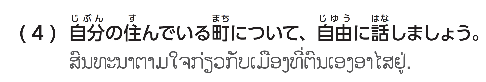 (4) 自分の住んでいる町について、自由に話しましょう。
ສົນທະນາຕາມໃຈກ່ຽວກັບເມືອງທີ່ຕົນເອງອາໄສຢູ່.